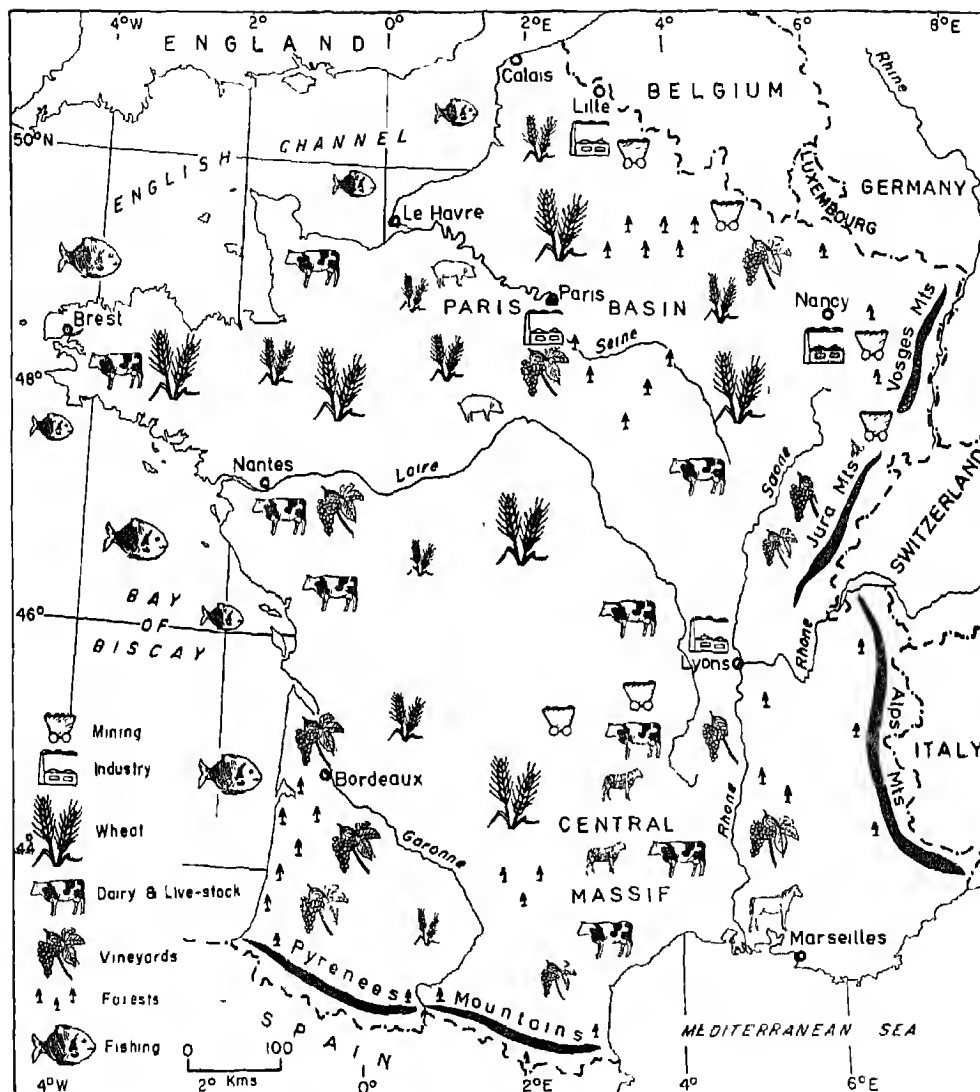 4°W 2° 0° 2°E 4° 6° 8°E
ENGLAND
Calais
Rhine
BELGIUM
Lille
50°N
ENGLISH CHANNEL
LUXEMBOURG
GERMANY
Le Havre
Paris
PARIS BASIN
Nancy
Brest
Seine
Vosges Mts
48°
Nantes
Loire
Saone
Jura Mts
SWITZERLAND
46°
BAY
OF
BISCAY
Rhone
Lyons
Alps Mts
ITALY
Mining
Industry
Bordeaux
Wheat
CENTRAL
Rhone
44°
Garonne
Dairy & Live-stock
MASSIF
Vineyards
Marseilles
Pyrenees Mountains
Forests
SPAIN
MEDITERRANEAN SEA
Fishing
0 100
Kms
4°W 2° 0° 2°E 4° 6°E